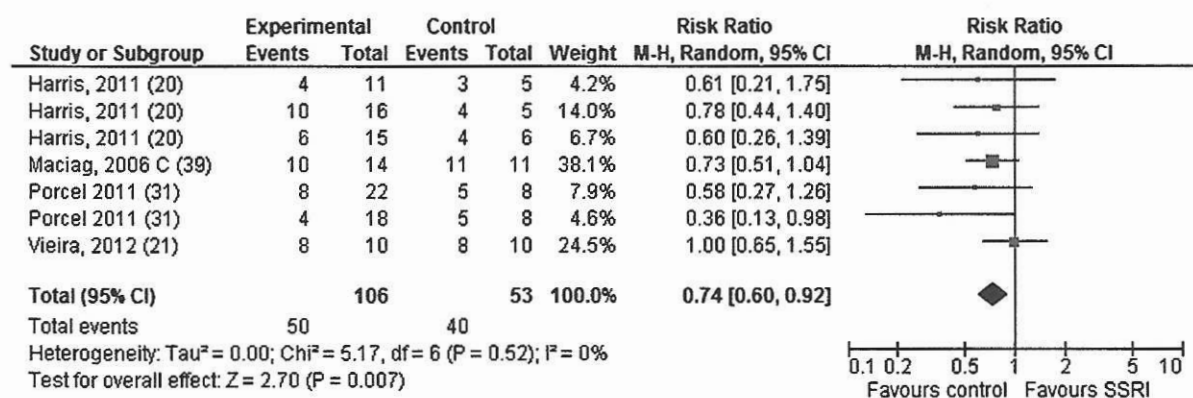 Experimental Control Risk Ratio Risk Ratio
Study or Subgroup Events Total Events Total Weight M-H, Random, 95% CI M-H, Random, 95% CI
Harris, 2011 (20) 4 11 3 5 4.2% 0.61 [0.21, 1.75]
Harris, 2011 (20) 10 16 4 5 14.0% 0.78 [0.44, 1.40]
Harris, 2011 (20) 6 15 4 6 6.7% 0.60 [0.26, 1.39]
Maciag, 2006 C (39) 10 14 11 11 38.1% 0.73 [0.51, 1.04]
Porcel 2011 (31) 8 22 5 8 7.9% 0.58 [0.27, 1.26]
Porcel 2011 (31) 4 18 5 8 4.6% 0.36 [0.13, 0.98]
Vieira, 2012 (21) 8 10 8 10 24.5% 1.00 [0.65, 1.55]
Total (95% CI) 106 53 100.0% 0.74 [0.60, 0.92]
Total events 50 40
Heterogeneity: Tau² = 0.00; Chi² = 5.17, df = 6 (P = 0.52); I² = 0%
Test for overall effect: Z = 2.70 (P = 0.007)
0.1 0.2 0.5 1 2 5 10
Favours control Favours SSRI